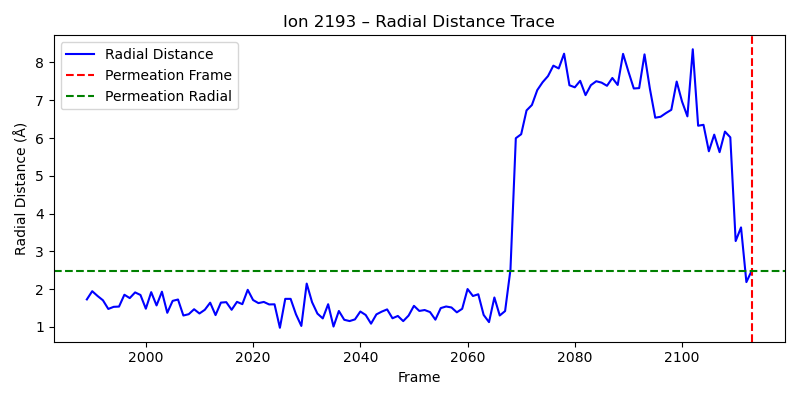 Ion 2193 – Radial Distance Trace
Radial Distance
Permeation Frame
Permeation Radial
Radial Distance (Å)
8
7
6
5
4
3
2
1
2000
2020
2040
2060
2080
2100
Frame